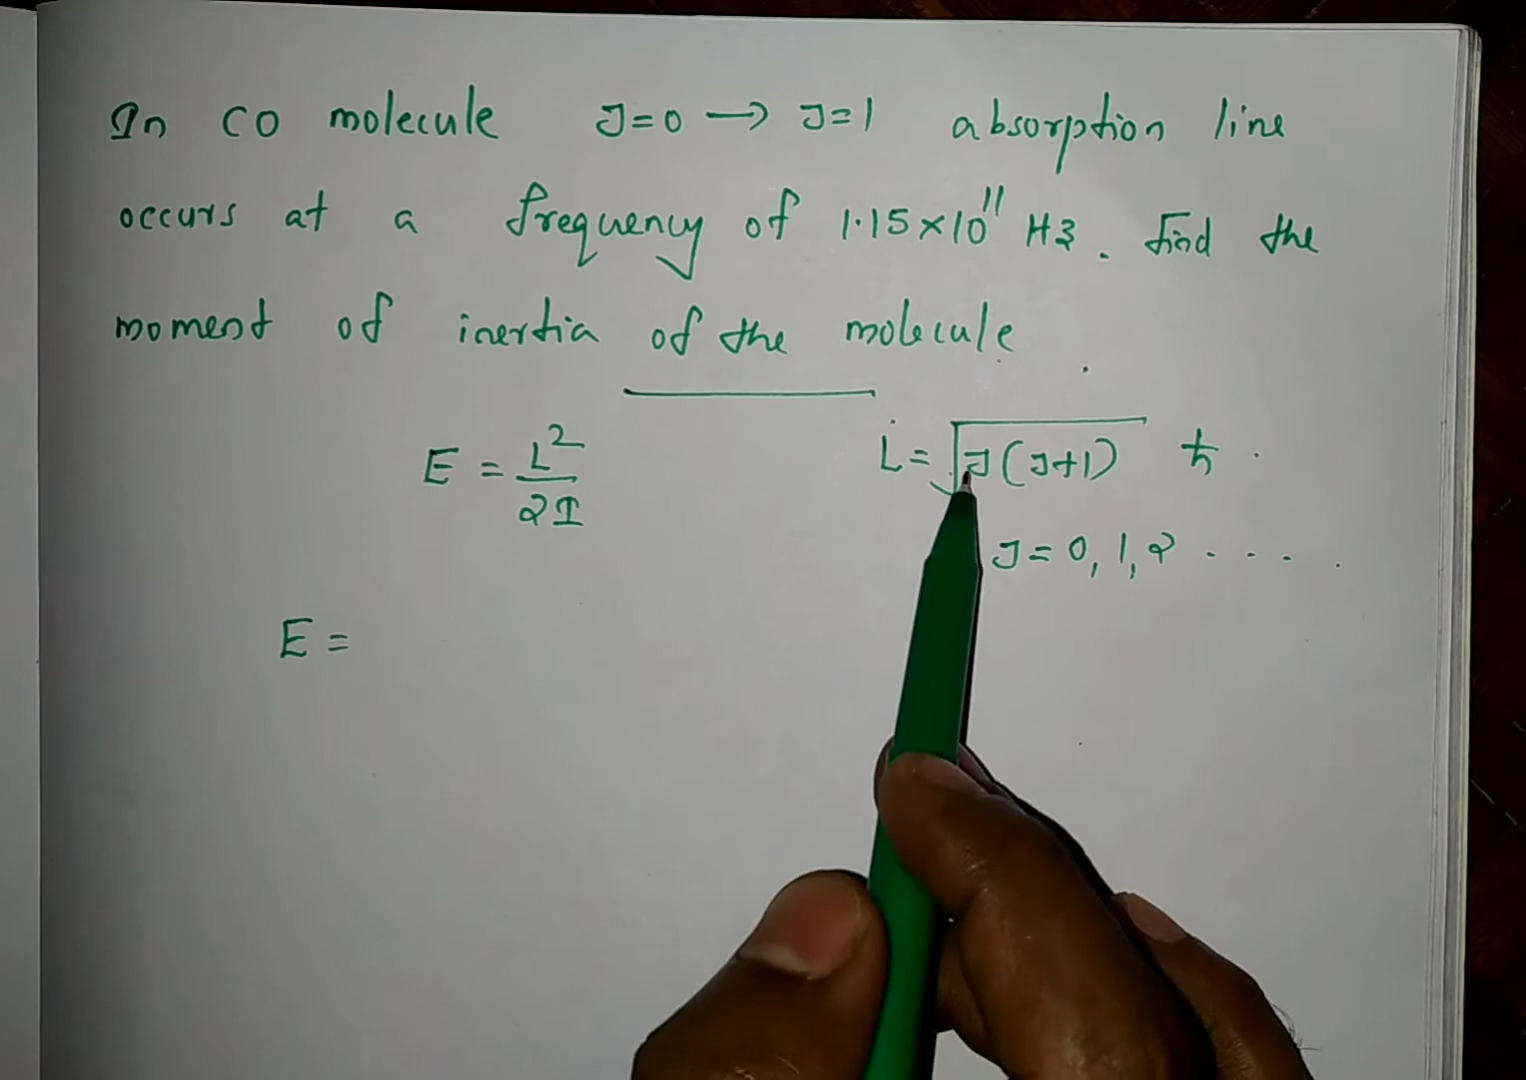 In CO molecule J=0 → J=1 absorption line
occurs at a frequency of 1.15×10¹¹ Hz. find the
moment of inertia of the molecule.
E = L²/2I
L = √J(J+1) ħ
J = 0, 1, 2 ....
E =